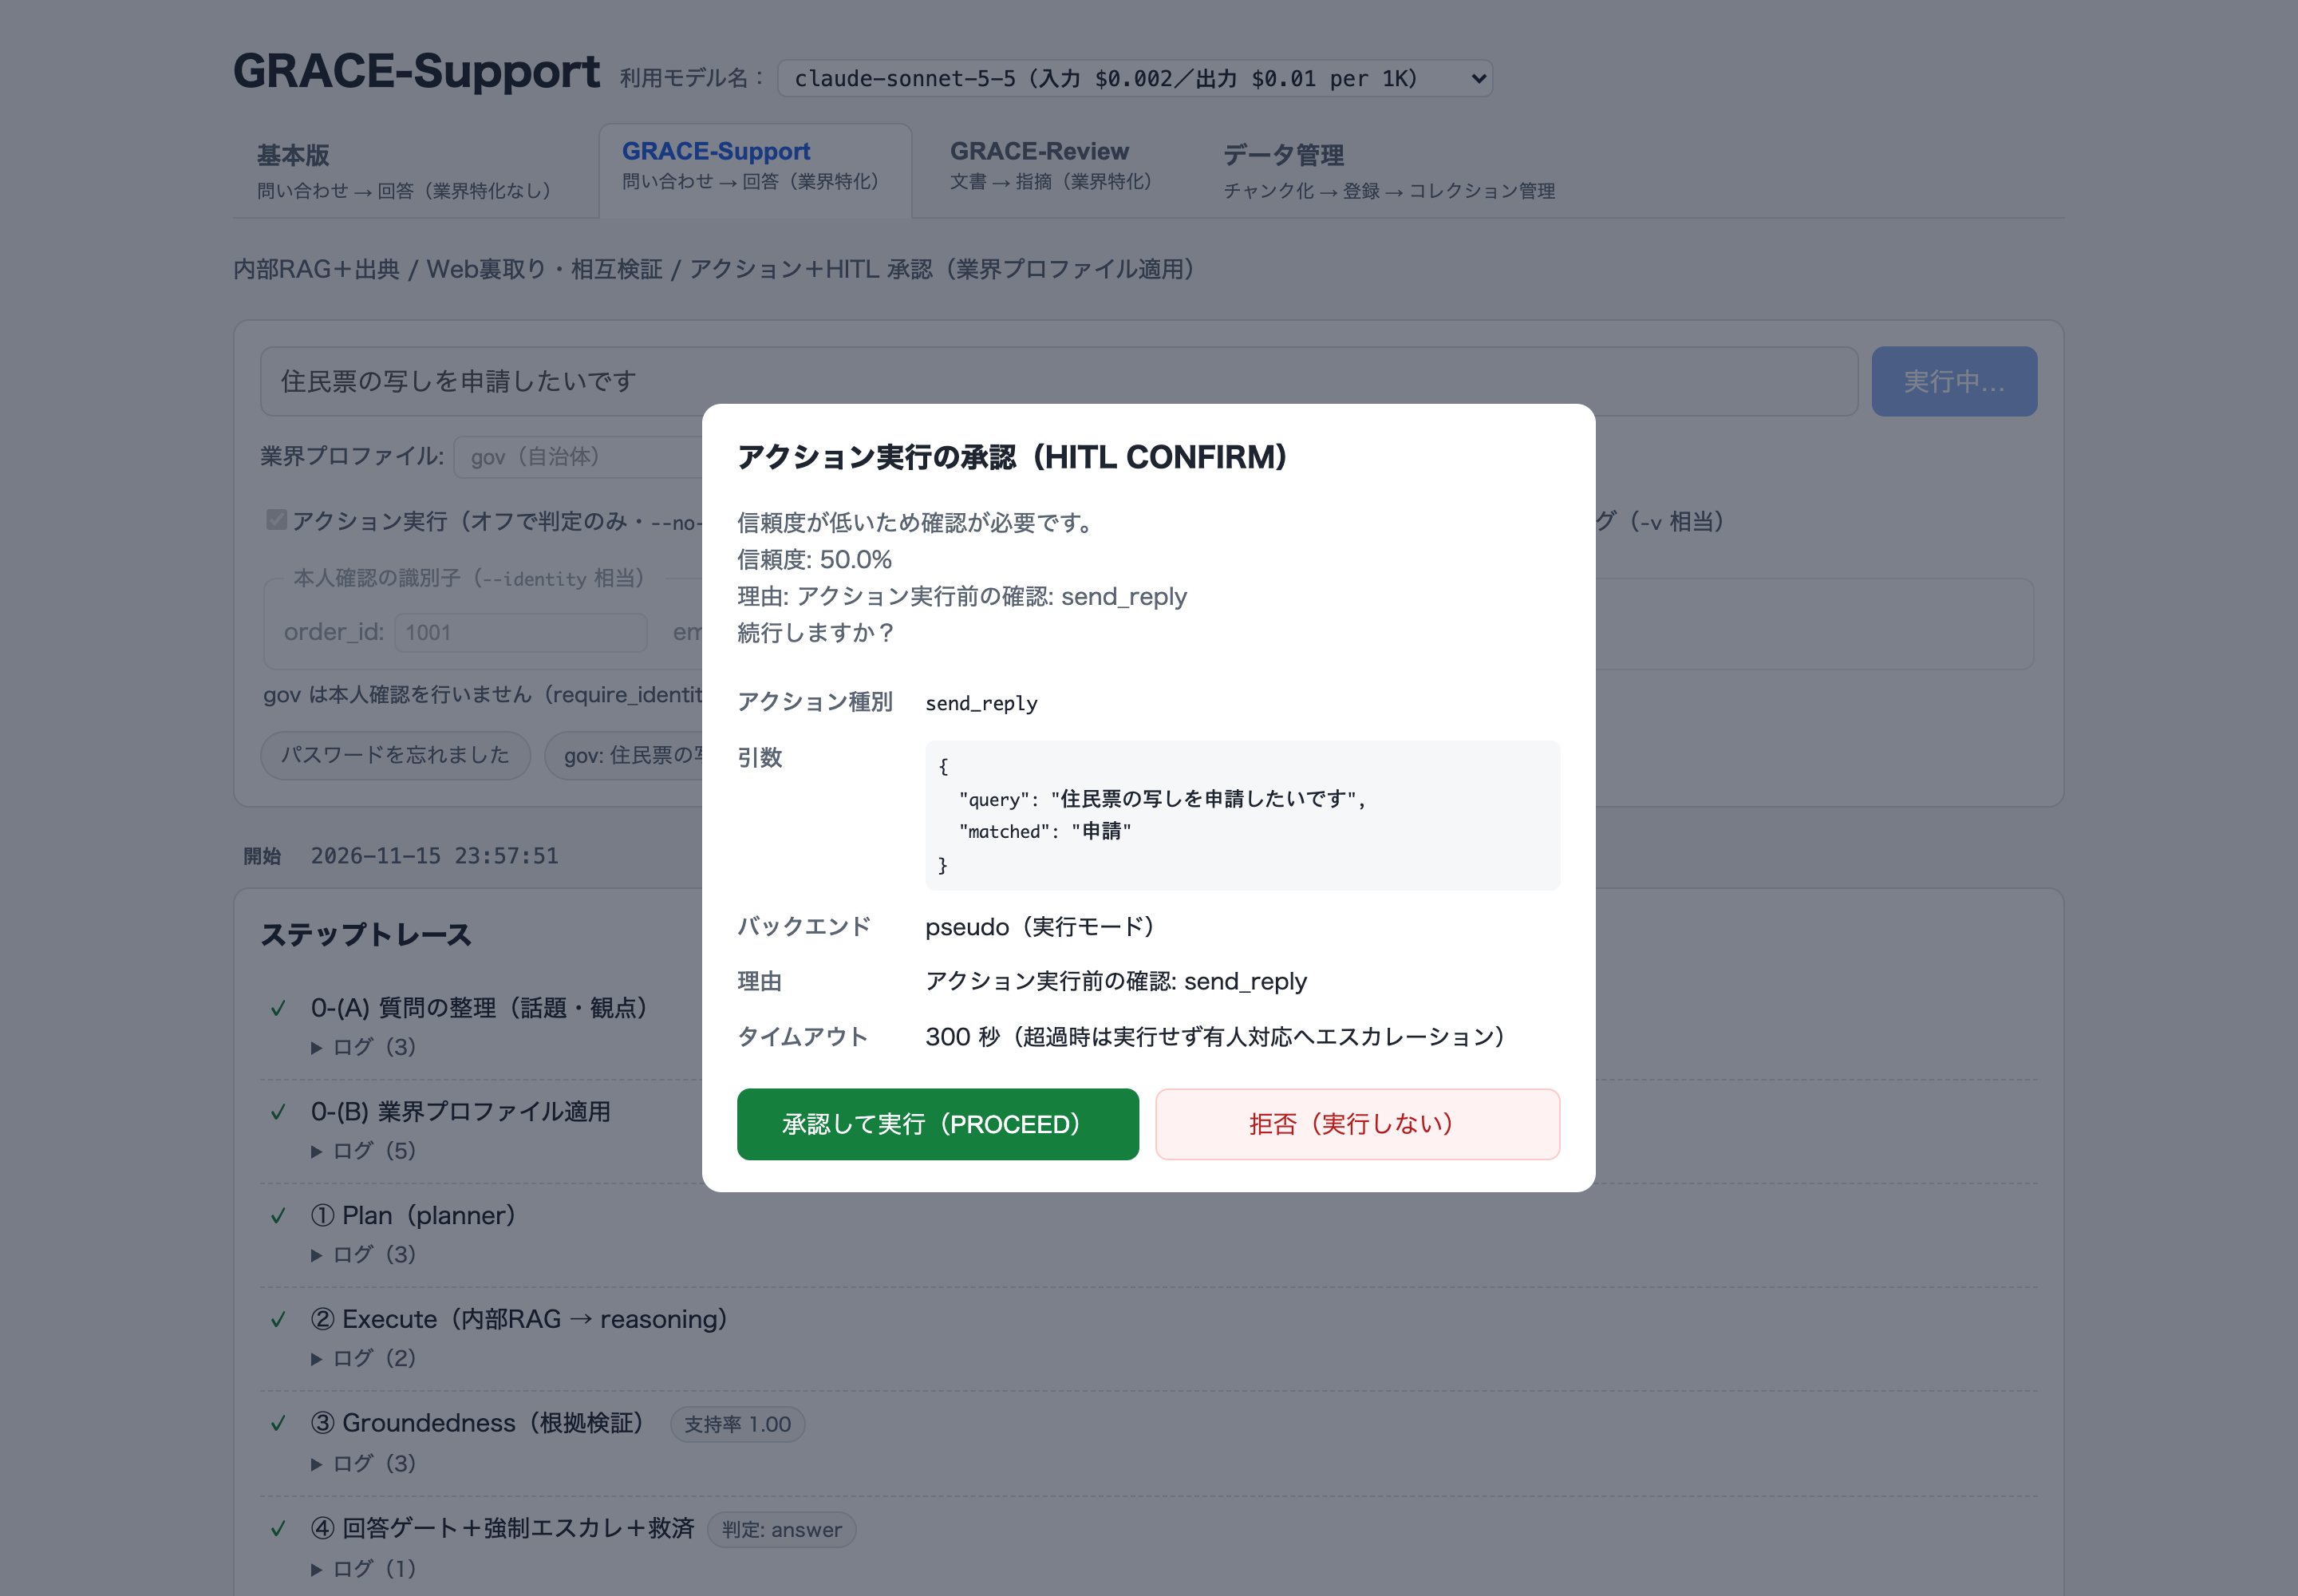 GRACE-Support 利用モデル名： claude-sonnet-5-5（入力 $0.002／出力 $0.01 per 1K）
基本版
問い合わせ → 回答（業界特化なし）
GRACE-Support
問い合わせ → 回答（業界特化）
GRACE-Review
文書 → 指摘（業界特化）
データ管理
チャンク化 → 登録 → コレクション管理
内部RAG＋出典 / Web裏取り・相互検証 / アクション＋HITL 承認（業界プロファイル適用）
住民票の写しを申請したいです 実行中…
業界プロファイル: gov（自治体）
アクション実行（オフで判定のみ・--no- グ（-v 相当）
本人確認の識別子（--identity 相当）
order_id: 1001 em
gov は本人確認を行いません（require_identit
パスワードを忘れました gov: 住民票の写
アクション実行の承認（HITL CONFIRM）
信頼度が低いため確認が必要です。
信頼度: 50.0%
理由: アクション実行前の確認: send_reply
続行しますか？
アクション種別 send_reply
引数 {
"query": "住民票の写しを申請したいです",
"matched": "申請"
}
バックエンド pseudo（実行モード）
理由 アクション実行前の確認: send_reply
タイムアウト 300 秒（超過時は実行せず有人対応へエスカレーション）
承認して実行（PROCEED） 拒否（実行しない）
開始 2026-11-15 23:57:51
ステップトレース
✓ 0-(A) 質問の整理（話題・観点）
▶ ログ（3）
✓ 0-(B) 業界プロファイル適用
▶ ログ（5）
✓ ① Plan（planner）
▶ ログ（3）
✓ ② Execute（内部RAG → reasoning）
▶ ログ（2）
✓ ③ Groundedness（根拠検証） 支持率 1.00
▶ ログ（3）
✓ ④ 回答ゲート＋強制エスカレ＋救済 判定: answer
▶ ログ（1）